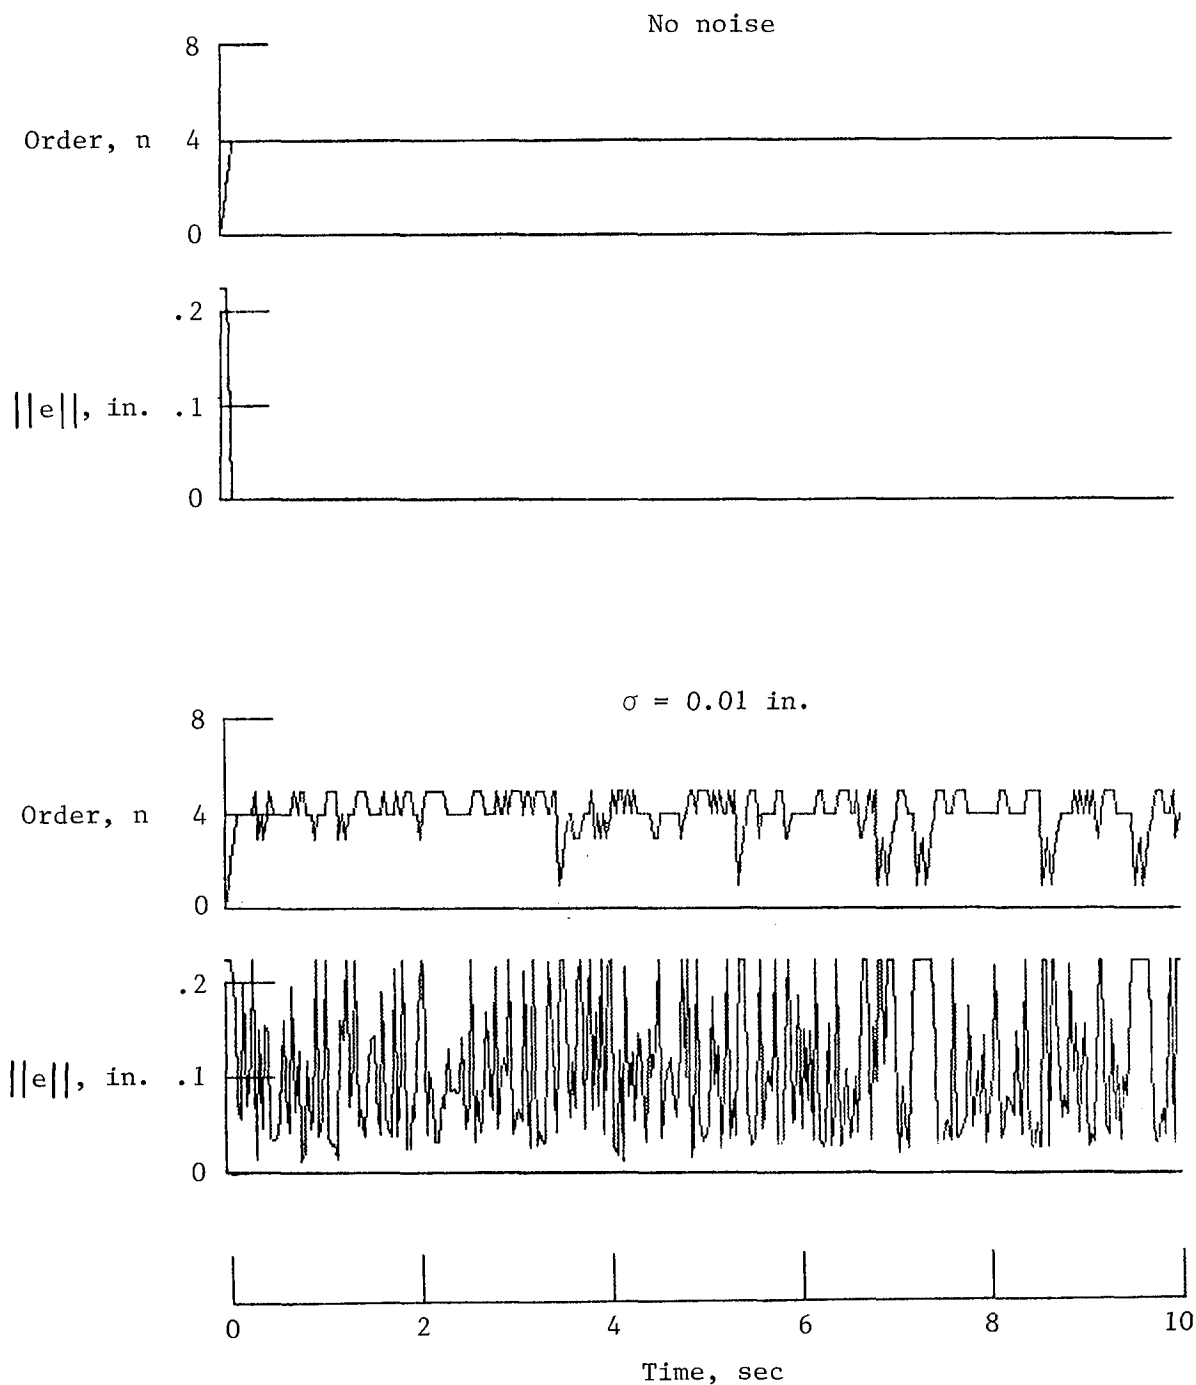 No noise
8
Order, n 4
0
.2
||e||, in. .1
0
σ = 0.01 in.
8
Order, n 4
0
.2
||e||, in. .1
0
0 2 4 6 8 10
Time, sec